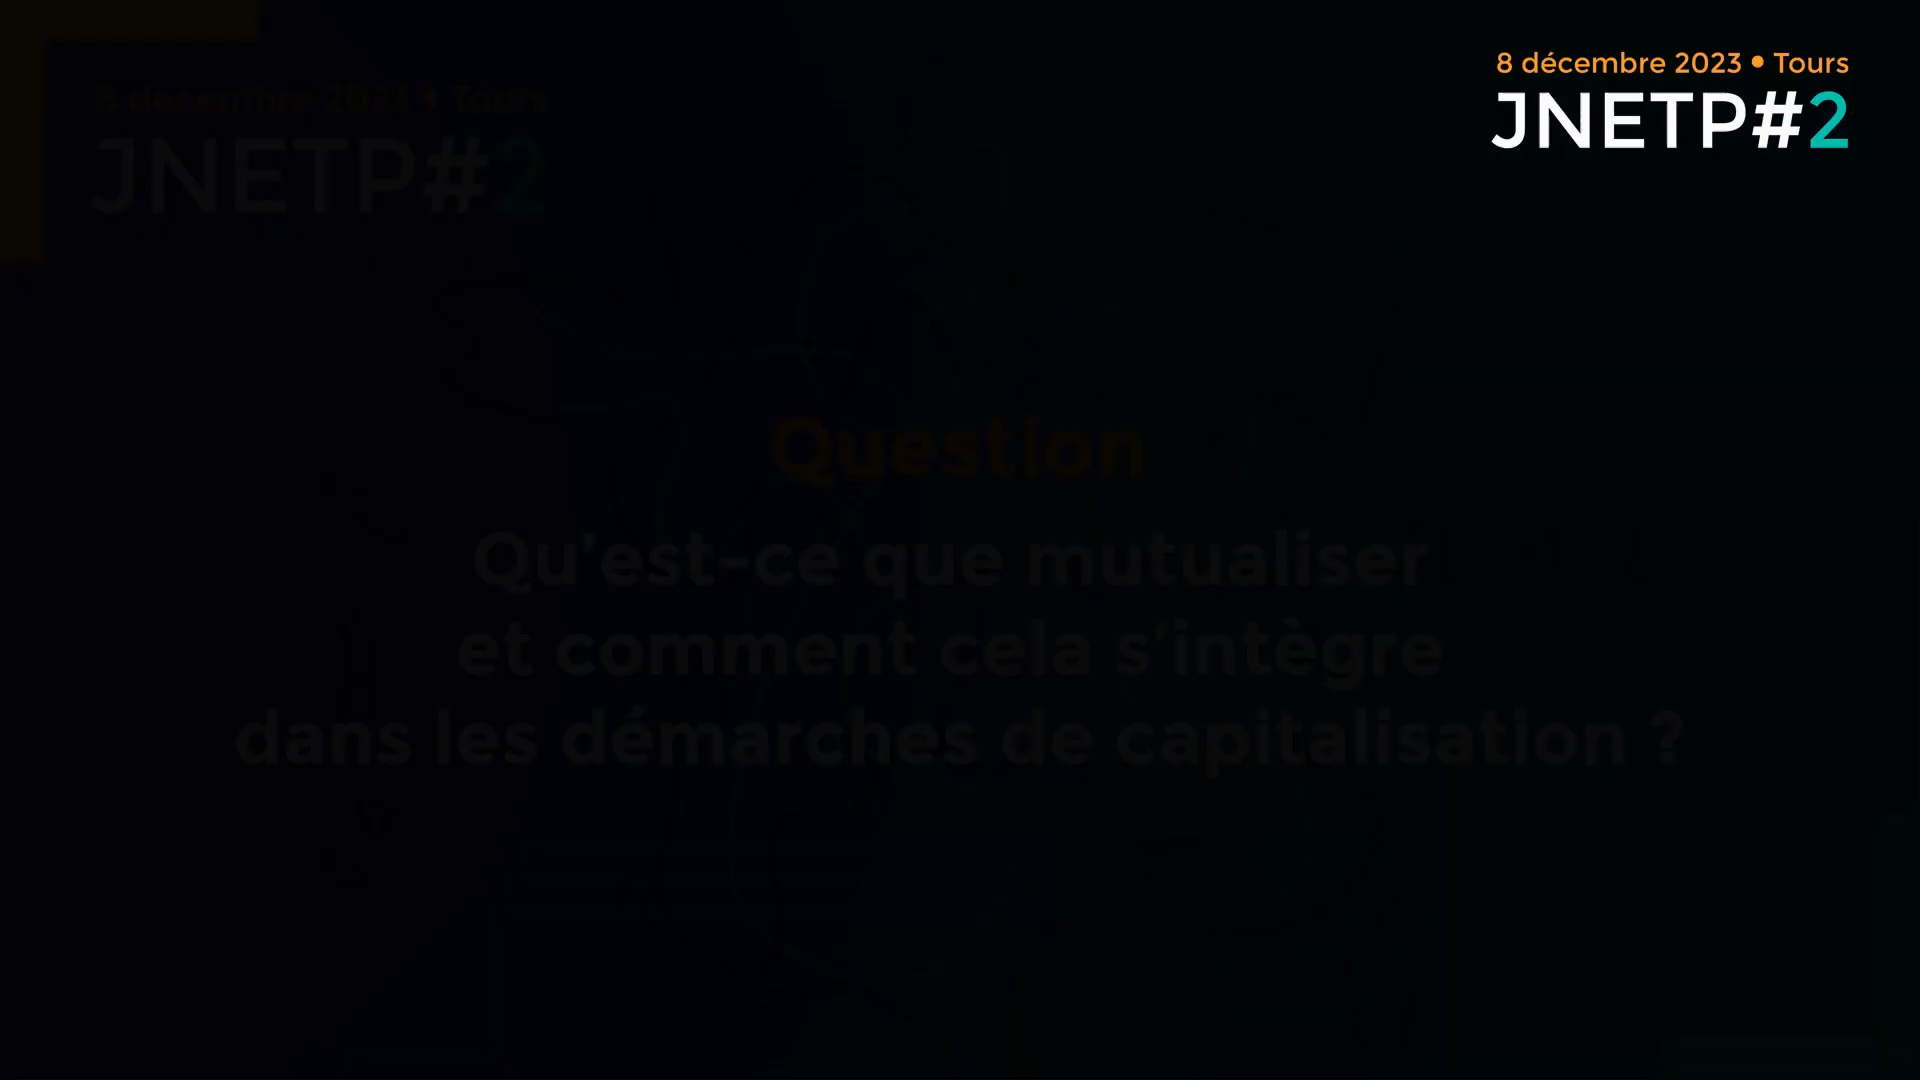 8 décembre 2023 • Tours
JNETP#2
8 décembre 2023 • Tours
JNETP#2
Question
Qu'est-ce que mutualiser
et comment cela s'intègre
dans les démarches de capitalisation ?